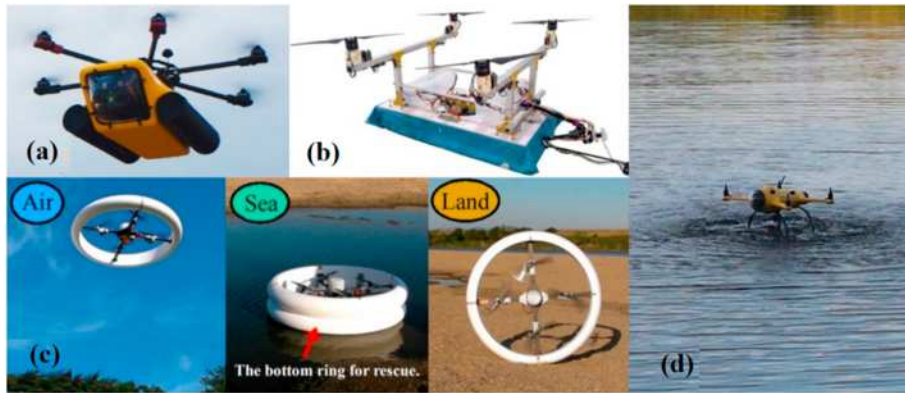 (a)
(b)
Air
Sea
Land
The bottom ring for rescue.
(c)
(d)